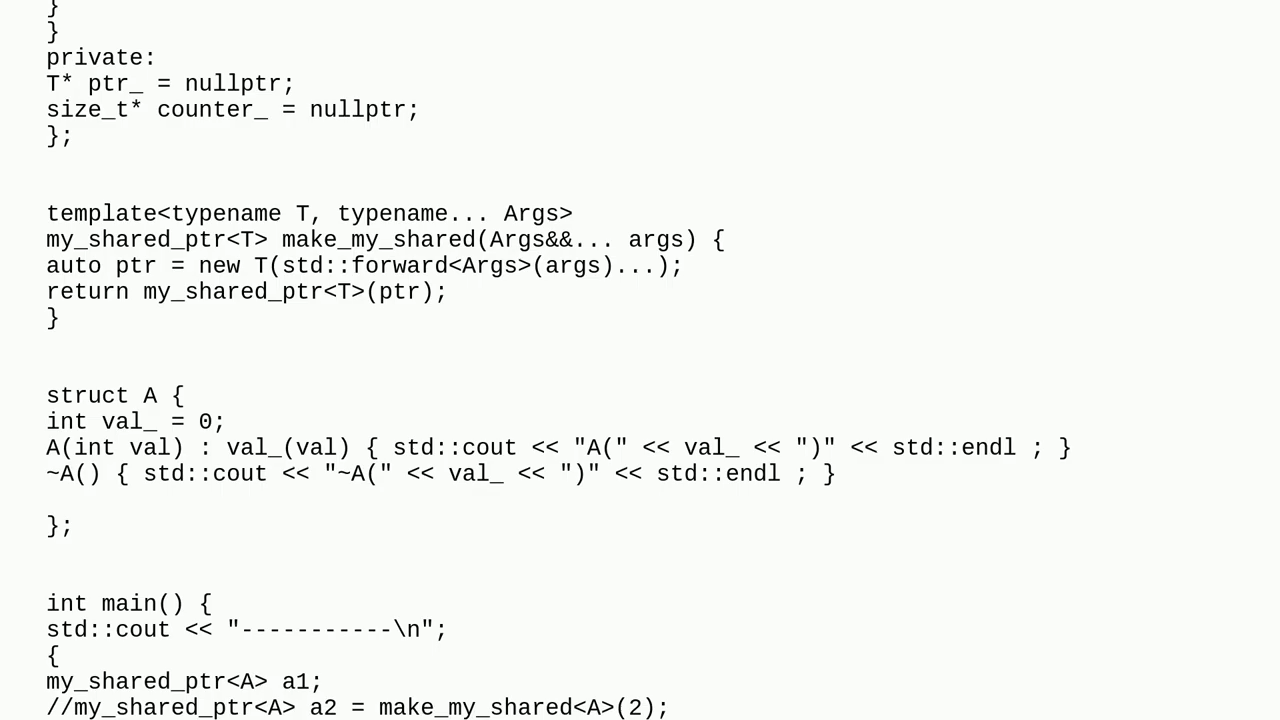 }
}
private:
T* ptr_ = nullptr;
size_t* counter_ = nullptr;
};
template<typename T, typename... Args>
my_shared_ptr<T> make_my_shared(Args&&... args) {
auto ptr = new T(std::forward<Args>(args)...);
return my_shared_ptr<T>(ptr);
}
struct A {
int val_ = 0;
A(int val) : val_(val) { std::cout << "A(" << val_ << ")" << std::endl ; }
~A() { std::cout << "~A(" << val_ << ")" << std::endl ; }
};
int main() {
std::cout << "-----------\n";
{
my_shared_ptr<A> a1;
//my_shared_ptr<A> a2 = make_my_shared<A>(2);